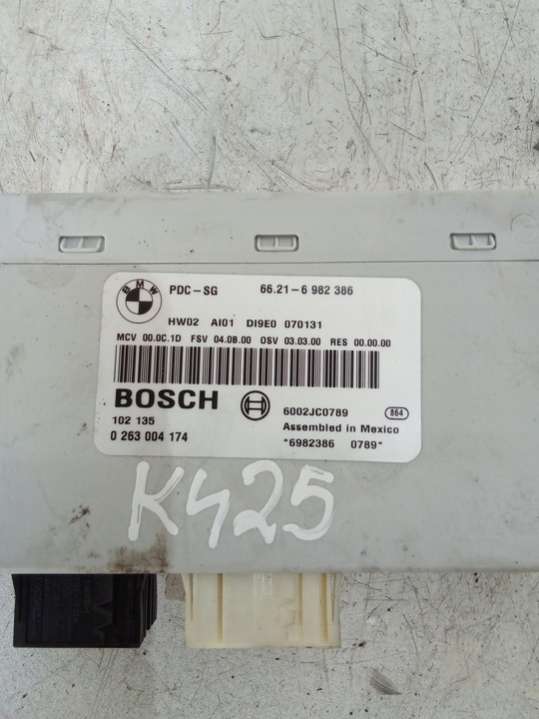 BMW
PDC-SG 66.21-6 982 386
HW02 AI01 DI9E0 070131
MCV 00.0C.1D FSV 04.08.00 OSV 03.03.00 RES 00.00.00
BOSCH 6002JC0789 864
102 135 Assembled in Mexico
0 263 004 174 *6982386 0789*
K425